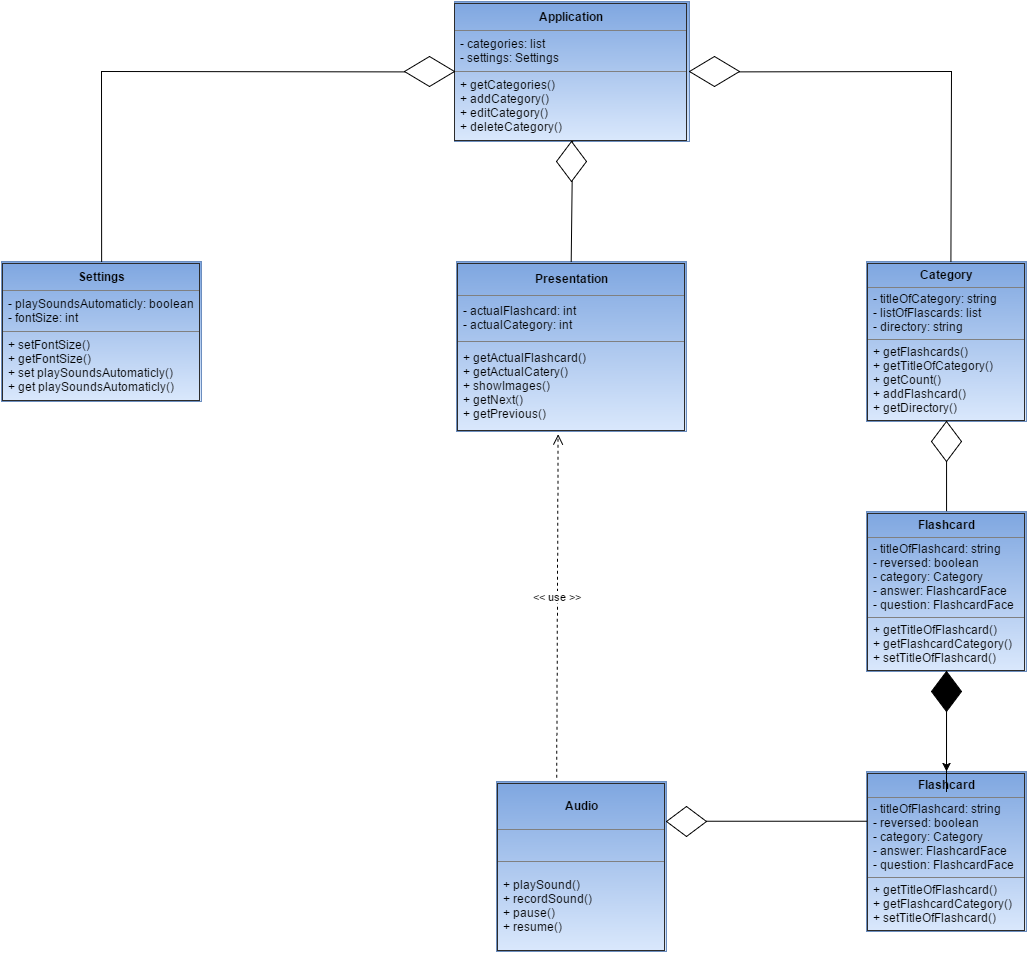 Application
- categories: list
- settings: Settings
+ getCategories()
+ addCategory()
+ editCategory()
+ deleteCategory()
Settings
- playSoundsAutomaticly: boolean
- fontSize: int
+ setFontSize()
+ getFontSize()
+ set playSoundsAutomaticly()
+ get playSoundsAutomaticly()
Presentation
- actualFlashcard: int
- actualCategory: int
+ getActualFlashcard()
+ getActualCatery()
+ showImages()
+ getNext()
+ getPrevious()
Category
- titleOfCategory: string
- listOfFlascards: list
- directory: string
+ getFlashcards()
+ getTitleOfCategory()
+ getCount()
+ addFlashcard()
+ getDirectory()
Flashcard
- titleOfFlashcard: string
- reversed: boolean
- category: Category
- answer: FlashcardFace
- question: FlashcardFace
+ getTitleOfFlashcard()
+ getFlashcardCategory()
+ setTitleOfFlashcard()
<< use >>
Audio
+ playSound()
+ recordSound()
+ pause()
+ resume()
Flashcard
- titleOfFlashcard: string
- reversed: boolean
- category: Category
- answer: FlashcardFace
- question: FlashcardFace
+ getTitleOfFlashcard()
+ getFlashcardCategory()
+ setTitleOfFlashcard()